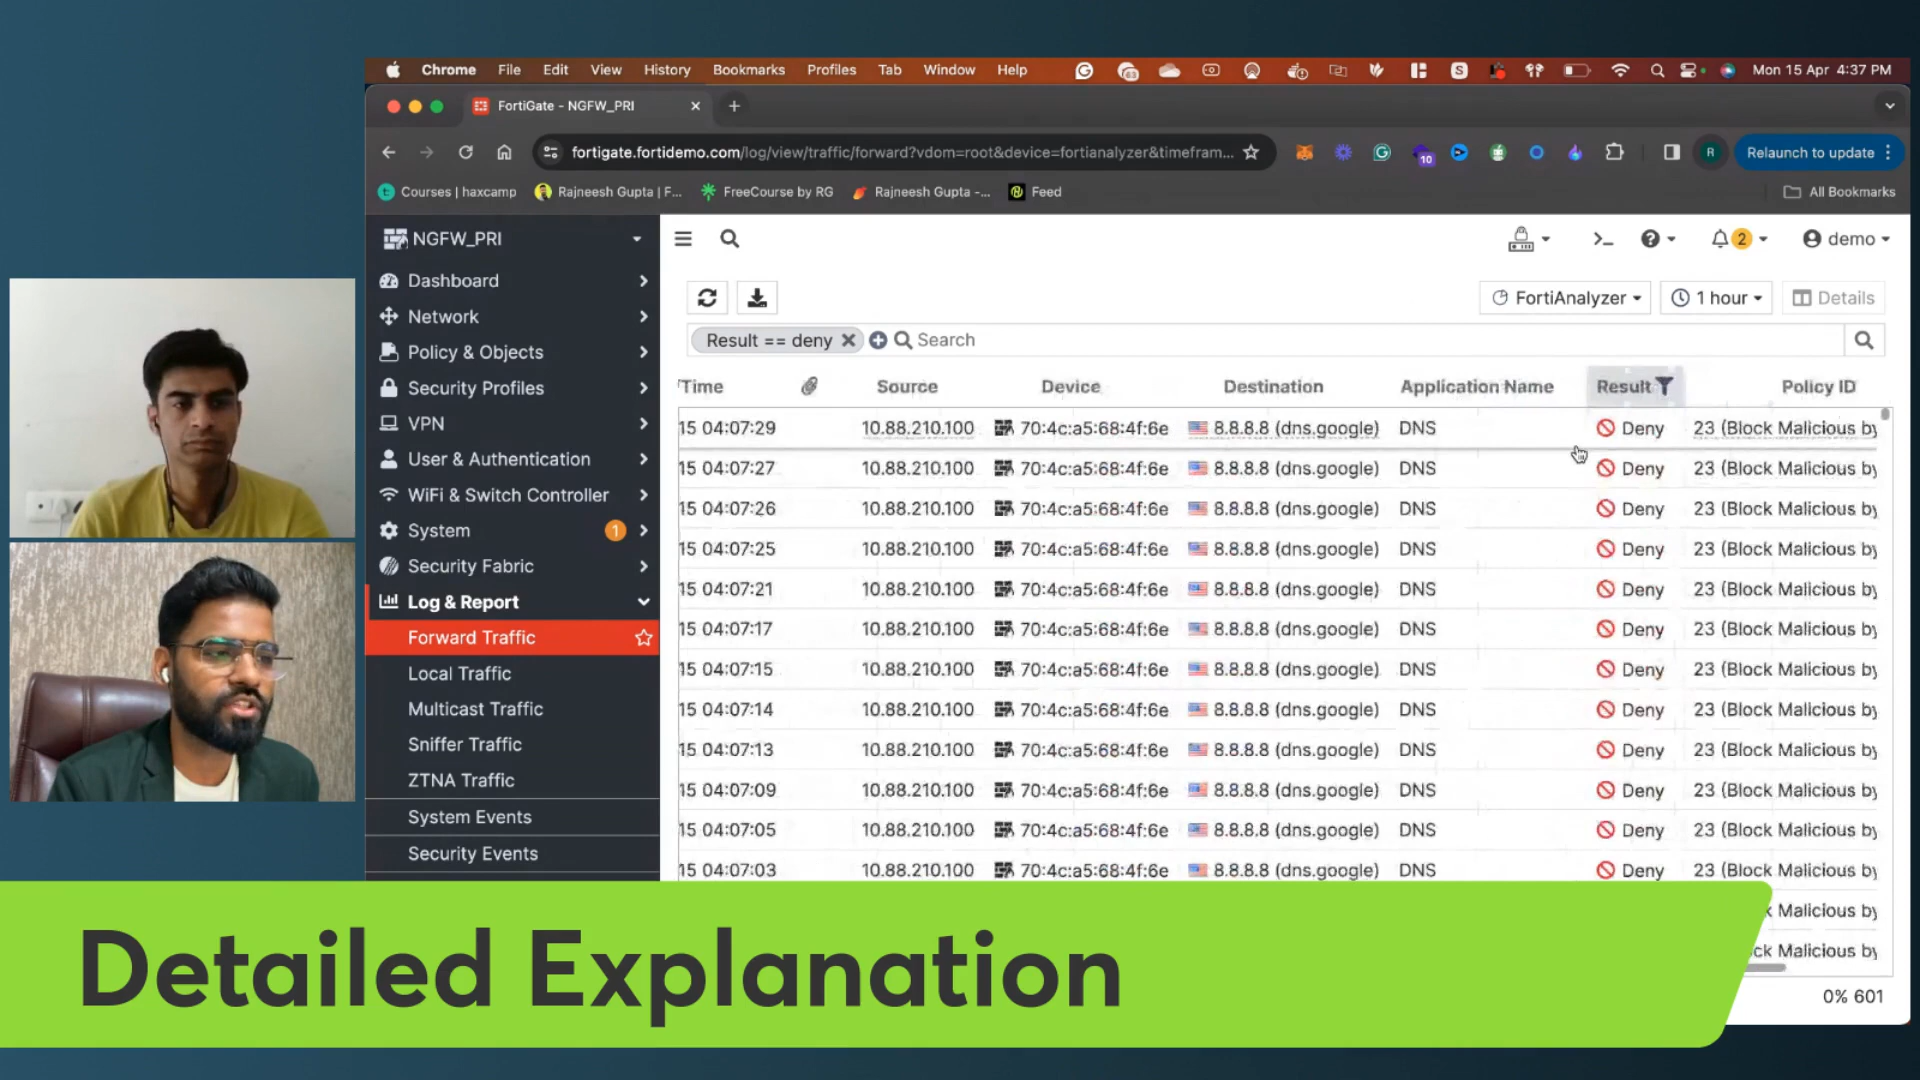 Chrome File Edit View History Bookmarks Profiles Tab Window Help Mon 15 Apr 4:37 PM
FortiGate - NGFW_PRI
fortigate.fortidemo.com/log/view/traffic/forward?vdom=root&device=fortianalyzer&timefram... 10 R Relaunch to update
Courses | haxcamp Rajneesh Gupta | F... FreeCourse by RG Rajneesh Gupta -... Feed All Bookmarks
NGFW_PRI
Dashboard
Network
Policy & Objects
Security Profiles
VPN
User & Authentication
WiFi & Switch Controller
System 1
Security Fabric
Log & Report
Forward Traffic
Local Traffic
Multicast Traffic
Sniffer Traffic
ZTNA Traffic
System Events
Security Events
2 demo
FortiAnalyzer 1 hour Details
Result == deny Search
Time Source Device Destination Application Name Result Policy ID
15 04:07:29 10.88.210.100 70:4c:a5:68:4f:6e 8.8.8.8 (dns.google) DNS Deny 23 (Block Malicious by
15 04:07:27 10.88.210.100 70:4c:a5:68:4f:6e 8.8.8.8 (dns.google) DNS Deny 23 (Block Malicious by
15 04:07:26 10.88.210.100 70:4c:a5:68:4f:6e 8.8.8.8 (dns.google) DNS Deny 23 (Block Malicious by
15 04:07:25 10.88.210.100 70:4c:a5:68:4f:6e 8.8.8.8 (dns.google) DNS Deny 23 (Block Malicious by
15 04:07:21 10.88.210.100 70:4c:a5:68:4f:6e 8.8.8.8 (dns.google) DNS Deny 23 (Block Malicious by
15 04:07:17 10.88.210.100 70:4c:a5:68:4f:6e 8.8.8.8 (dns.google) DNS Deny 23 (Block Malicious by
15 04:07:15 10.88.210.100 70:4c:a5:68:4f:6e 8.8.8.8 (dns.google) DNS Deny 23 (Block Malicious by
15 04:07:14 10.88.210.100 70:4c:a5:68:4f:6e 8.8.8.8 (dns.google) DNS Deny 23 (Block Malicious by
15 04:07:13 10.88.210.100 70:4c:a5:68:4f:6e 8.8.8.8 (dns.google) DNS Deny 23 (Block Malicious by
15 04:07:09 10.88.210.100 70:4c:a5:68:4f:6e 8.8.8.8 (dns.google) DNS Deny 23 (Block Malicious by
15 04:07:05 10.88.210.100 70:4c:a5:68:4f:6e 8.8.8.8 (dns.google) DNS Deny 23 (Block Malicious by
15 04:07:03 10.88.210.100 70:4c:a5:68:4f:6e 8.8.8.8 (dns.google) DNS Deny 23 (Block Malicious by
k Malicious by
ck Malicious by
0% 601
Detailed Explanation